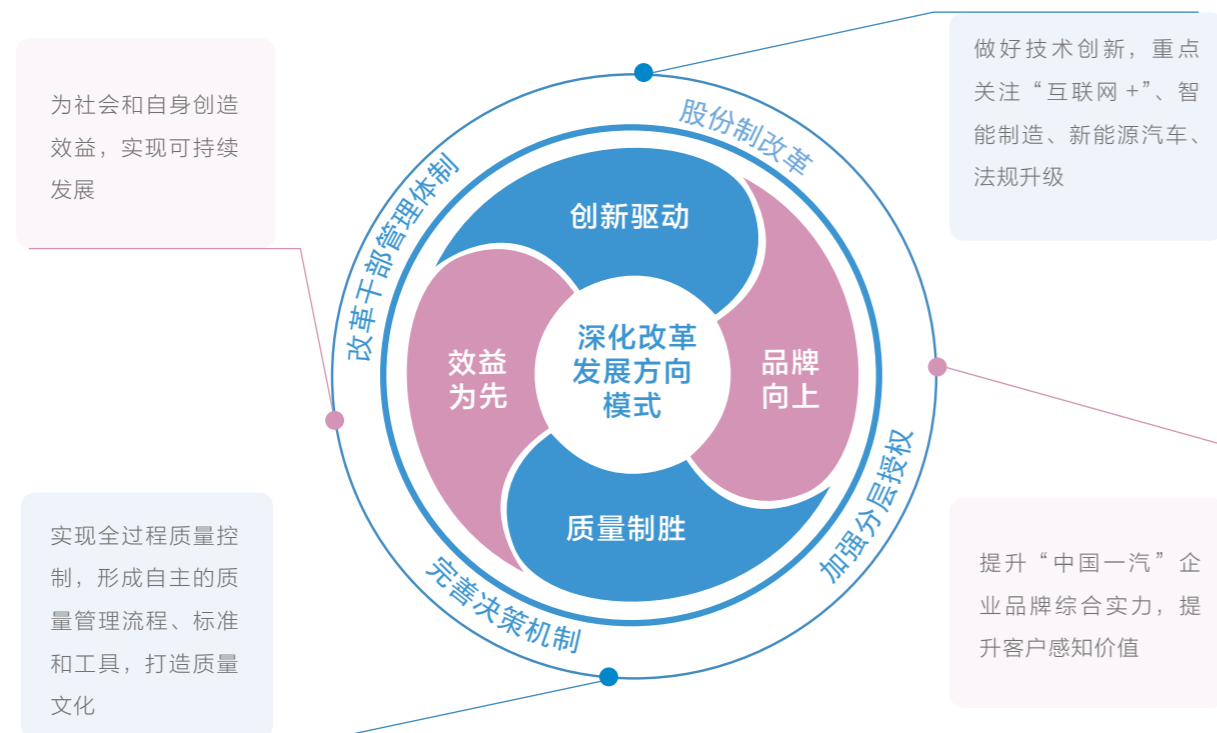 为社会和自身创造
效益，实现可持续
发展
做好技术创新，重点
关注“互联网 +”、智
能制造、新能源汽车、
法规升级
股份制改革
改革干部管理体制
创新驱动
效益
为先
深化改革
发展方向
模式
品牌
向上
质量制胜
加强分层授权
完善决策机制
实现全过程质量控
制，形成自主的质
量管理流程、标准
和工具，打造质量
文化
提升“中国一汽”企
业品牌综合实力，提
升客户感知价值